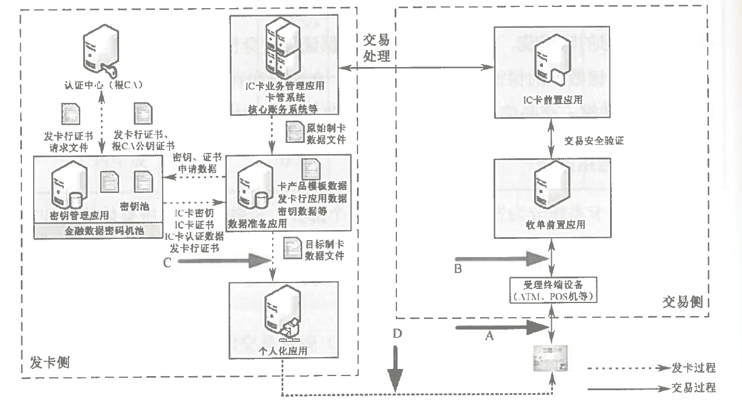 认证中心（根CA）
发卡行证书
请求文件
发卡行证书、
根CA公钥证书
密钥管理应用
密钥池
金融数据密码机池
IC卡业务管理应用
卡管系统
核心账务系统等
原始制卡
数据文件
密钥、证书
申请数据
IC卡密钥
IC卡证书
IC卡认证数据
发卡行证书
卡产品模板数据
发卡行应用数据
密钥数据等
数据准备应用
目标制卡
数据文件
C
个人化应用
发卡侧
交易
处理
IC卡前置应用
交易安全验证
收单前置应用
B
受理终端设备
（ATM、POS机等）
交易侧
A
D
发卡过程
交易过程